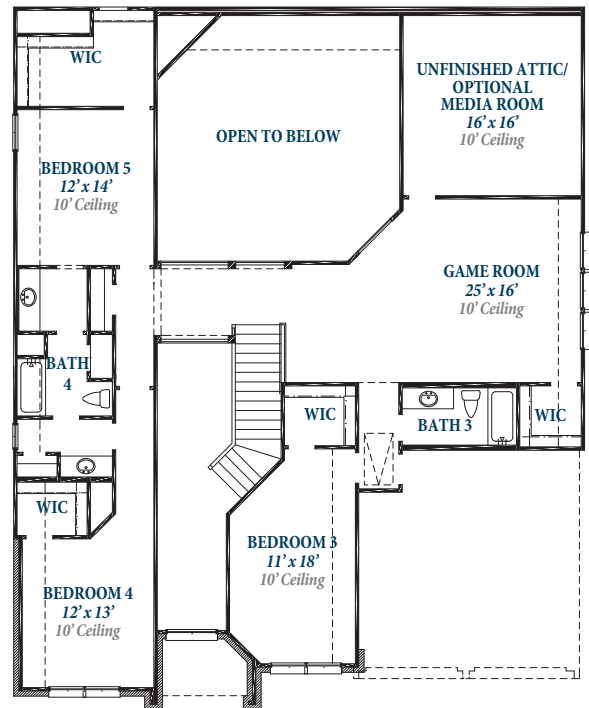 WIC
UNFINISHED ATTIC/
OPTIONAL
MEDIA ROOM
16' x 16'
10' Ceiling
OPEN TO BELOW
BEDROOM 5
12' x 14'
10' Ceiling
GAME ROOM
25' x 16'
10' Ceiling
BATH
4
WIC
BATH 3
WIC
WIC
BEDROOM 3
11' x 18'
10' Ceiling
BEDROOM 4
12' x 13'
10' Ceiling